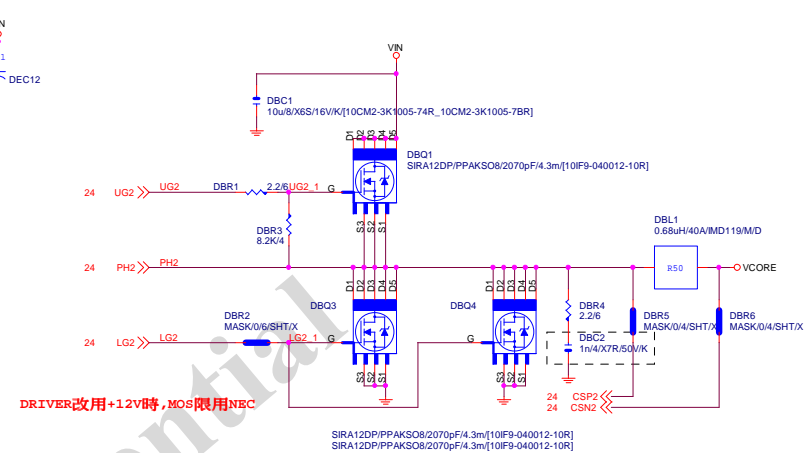 N
1
DEC12
VIN
DBC1
10u/8/X6S/16V/K/[10CM2-3K1005-74R_10CM2-3K1005-7BR]
D1
D2
D3
D4
D5
DBQ1
SIRA12DP/PPAKSO8/2070pF/4.3m/[10IF9-040012-10R]
24 UG2 UG2 DBR1 2.2/6 UG2_1 G
S3
S2
S1
DBR3
8.2K/4
DBL1
0.68uH/40A/IMD119/M/D
R50
VCORE
24 PH2 PH2
D1
D2
D3
D4
D5
D1
D2
D3
D4
D5
DBR2
MASK/0/6/SHT/X
DBQ3
DBQ4
DBR4
2.2/6
DBR5
MASK/0/4/SHT/X
DBR6
MASK/0/4/SHT/X
24 LG2 LG2 LG2_1 G
G
DBC2
1n/4/X7R/50V/K
S3
S2
S1
S3
S2
S1
24 CSP2
24 CSN2
DRIVER改用+12V時,MOS限用NEC
SIRA12DP/PPAKSO8/2070pF/4.3m/[10IF9-040012-10R]
SIRA12DP/PPAKSO8/2070pF/4.3m/[10IF9-040012-10R]
ential